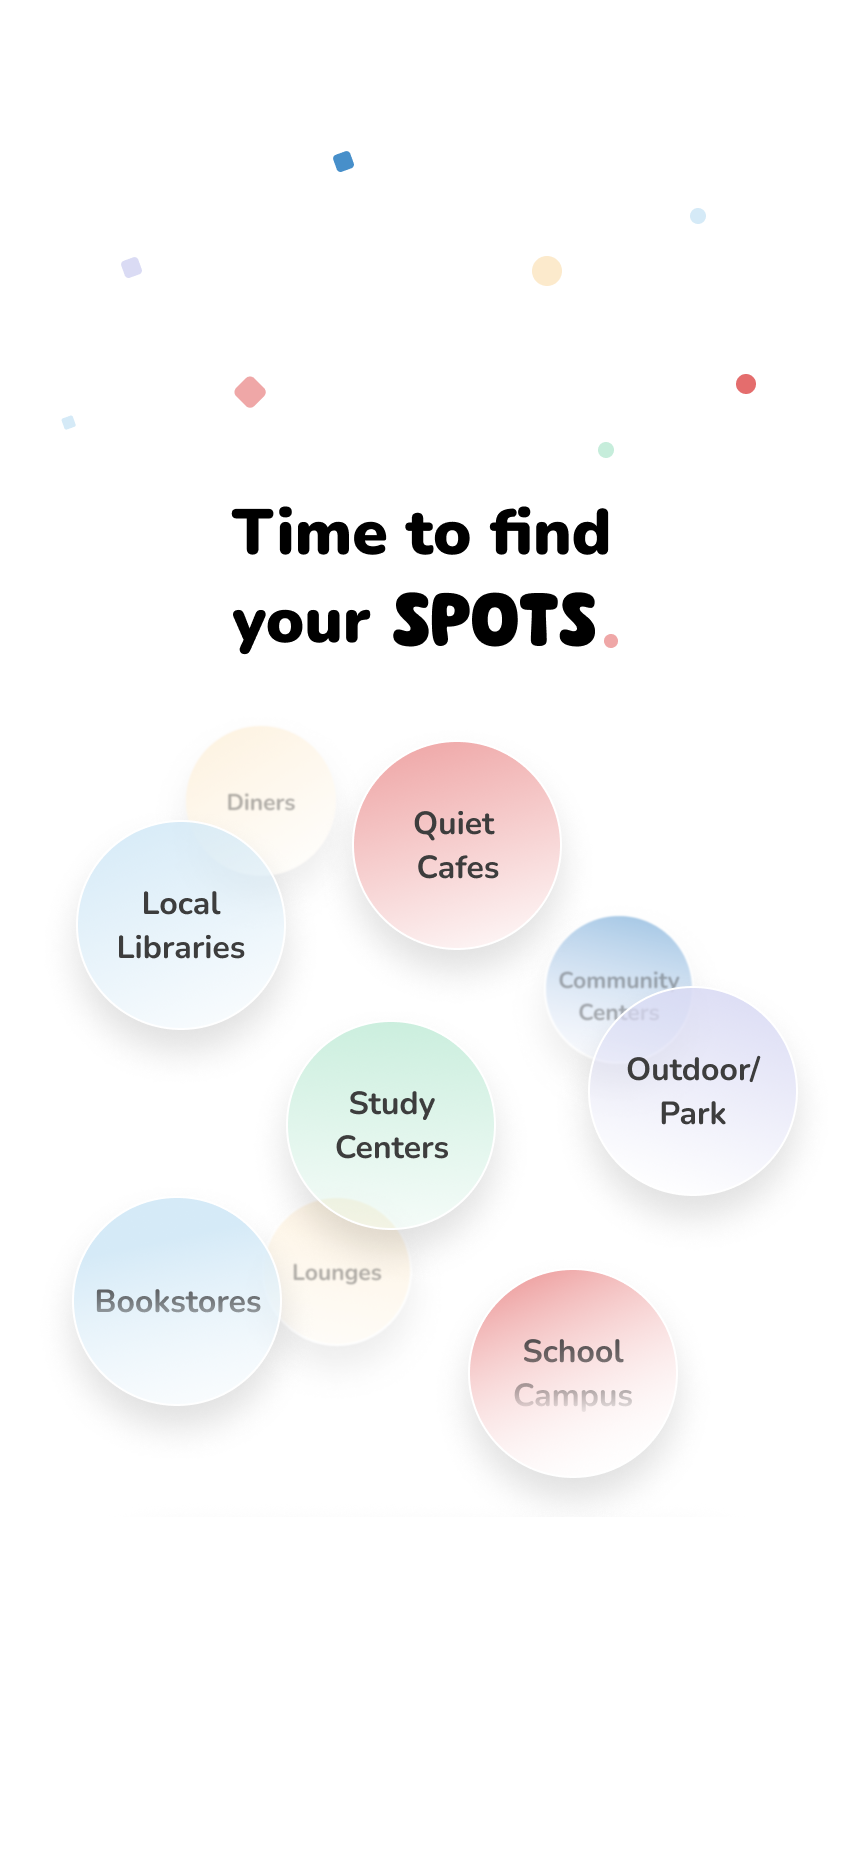 Time to find
your SPOTS.
Diners
Quiet
Cafes
Local
Libraries
Community
Centers
Outdoor/
Park
Study
Centers
Lounges
Bookstores
School
Campus